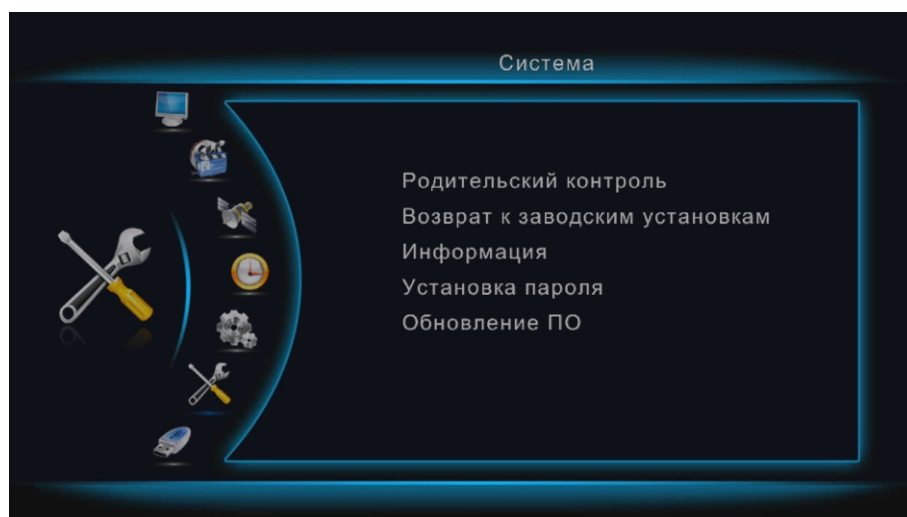 Система
Родительский контроль
Возврат к заводским установкам
Информация
Установка пароля
Обновление ПО